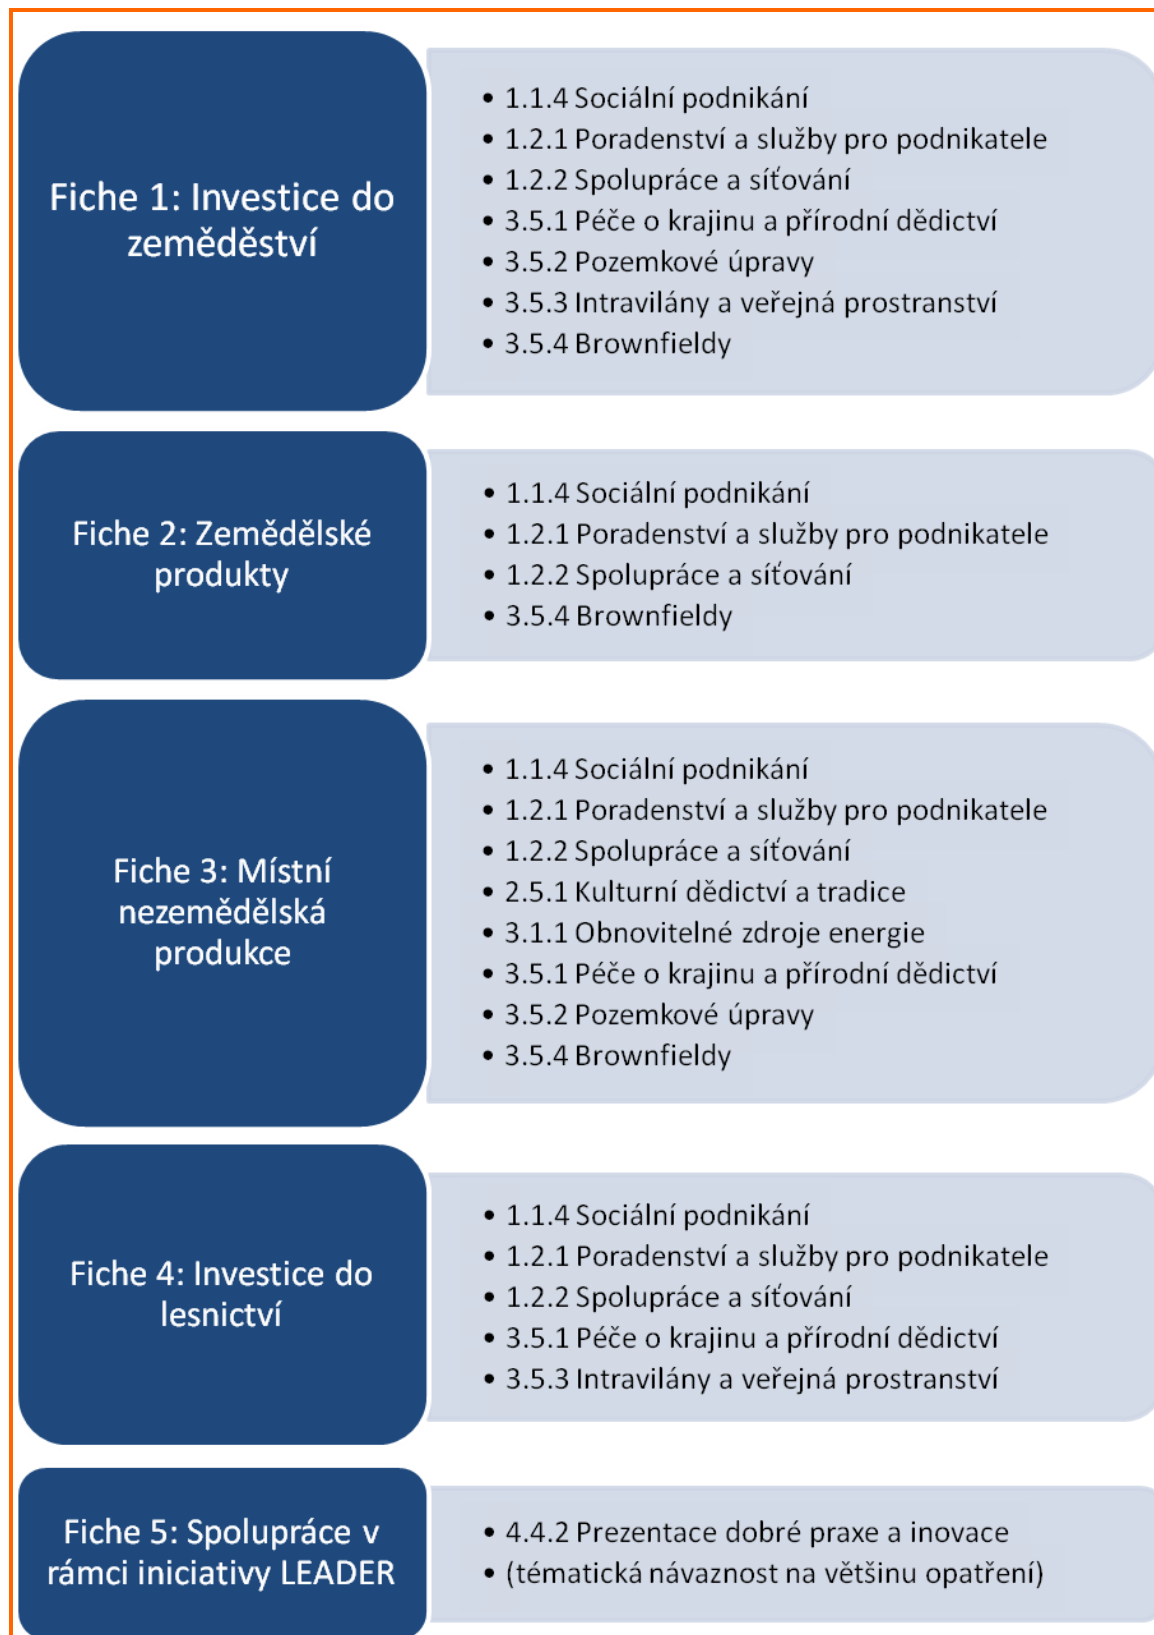 Fiche 1: Investice do
zeměděství
• 1.1.4 Sociální podnikání
• 1.2.1 Poradenství a služby pro podnikatele
• 1.2.2 Spolupráce a síťování
• 3.5.1 Péče o krajinu a přírodní dědictví
• 3.5.2 Pozemkové úpravy
• 3.5.3 Intravilány a veřejná prostranství
• 3.5.4 Brownfieldy
Fiche 2: Zemědělské
produkty
• 1.1.4 Sociální podnikání
• 1.2.1 Poradenství a služby pro podnikatele
• 1.2.2 Spolupráce a síťování
• 3.5.4 Brownfieldy
Fiche 3: Místní
nezemědělská
produkce
• 1.1.4 Sociální podnikání
• 1.2.1 Poradenství a služby pro podnikatele
• 1.2.2 Spolupráce a síťování
• 2.5.1 Kulturní dědictví a tradice
• 3.1.1 Obnovitelné zdroje energie
• 3.5.1 Péče o krajinu a přírodní dědictví
• 3.5.2 Pozemkové úpravy
• 3.5.4 Brownfieldy
Fiche 4: Investice do
lesnictví
• 1.1.4 Sociální podnikání
• 1.2.1 Poradenství a služby pro podnikatele
• 1.2.2 Spolupráce a síťování
• 3.5.1 Péče o krajinu a přírodní dědictví
• 3.5.3 Intravilány a veřejná prostranství
Fiche 5: Spolupráce v
rámci iniciativy LEADER
• 4.4.2 Prezentace dobré praxe a inovace
• (tématická návaznost na většinu opatření)